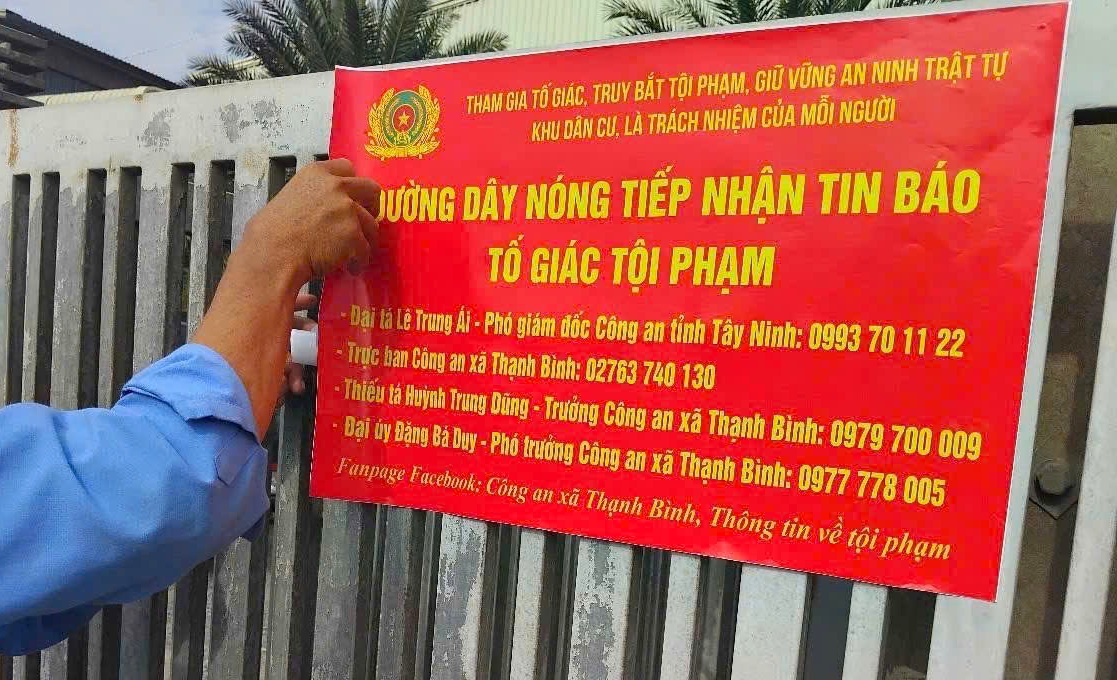 THAM GIA TỐ GIÁC, TRUY BẮT TỘI PHẠM, GIỮ VỮNG AN NINH TRẬT TỰ
KHU DÂN CƯ, LÀ TRÁCH NHIỆM CỦA MỖI NGƯỜI
ĐƯỜNG DÂY NÓNG TIẾP NHẬN TIN BÁO
TỐ GIÁC TỘI PHẠM
- Đại tá Lê Trung Ái - Phó giám đốc Công an tỉnh Tây Ninh: 0993 70 11 22
- Trực ban Công an xã Thạnh Bình: 02763 740 130
- Thiếu tá Huỳnh Trung Dũng - Trưởng Công an xã Thạnh Bình: 0979 700 009
- Đại úy Đặng Bá Duy - Phó trưởng Công an xã Thạnh Bình: 0977 778 005
Fanpage Facebook: Công an xã Thạnh Bình, Thông tin về tội phạm